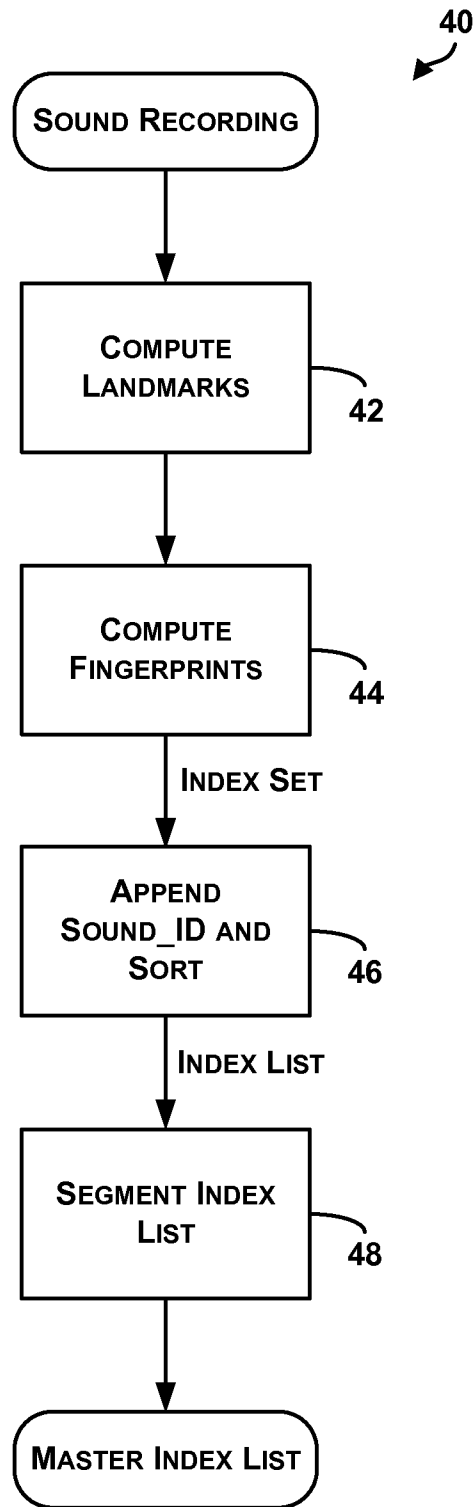 40
SOUND RECORDING
COMPUTE
LANDMARKS
42
COMPUTE
FINGERPRINTS
44
INDEX SET
APPEND
SOUND_ID AND
SORT
46
INDEX LIST
SEGMENT INDEX
LIST
48
MASTER INDEX LIST